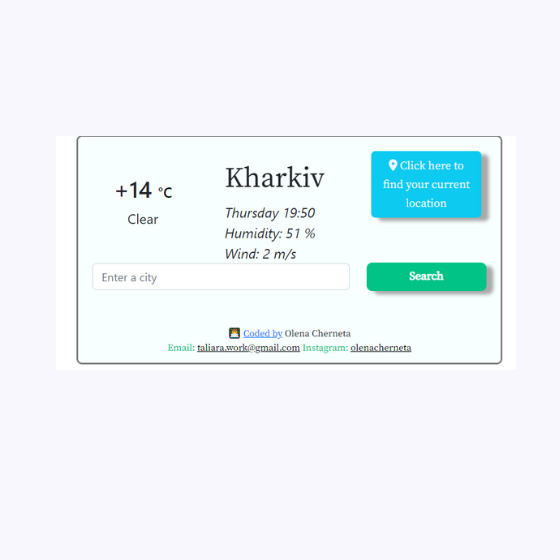 +14 °C
Clear
Kharkiv
Thursday 19:50
Humidity: 51 %
Wind: 2 m/s
Click here to
find your current
location
Enter a city
Search
Coded by Olena Cherneta
Email: taliara.work@gmail.com Instagram: olenacherneta